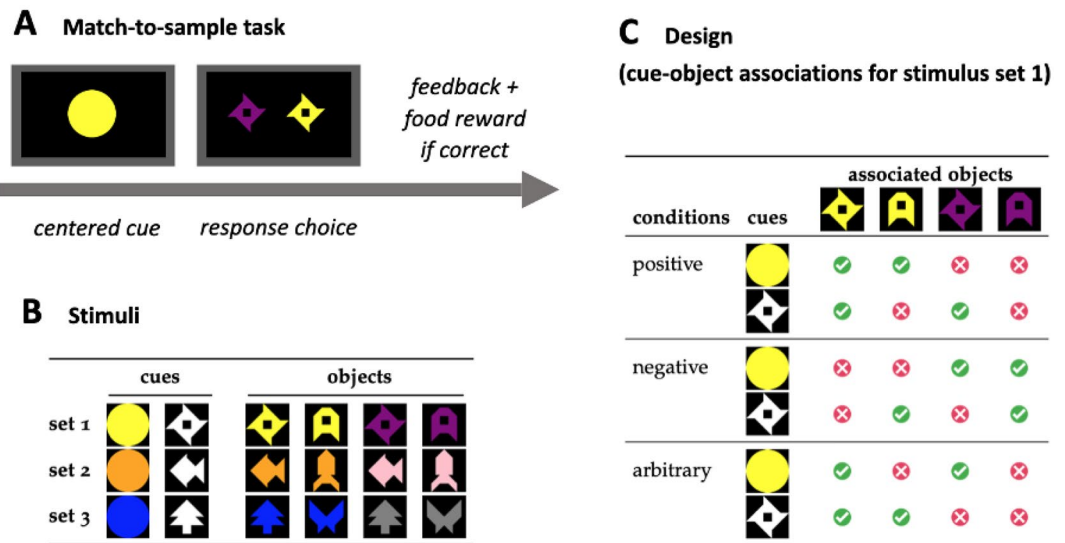 A Match-to-sample task
feedback +
food reward
if correct
centered cue
response choice
B Stimuli
cues objects
set 1
set 2
set 3
C Design
(cue-object associations for stimulus set 1)
associated objects
conditions cues
positive
negative
arbitrary